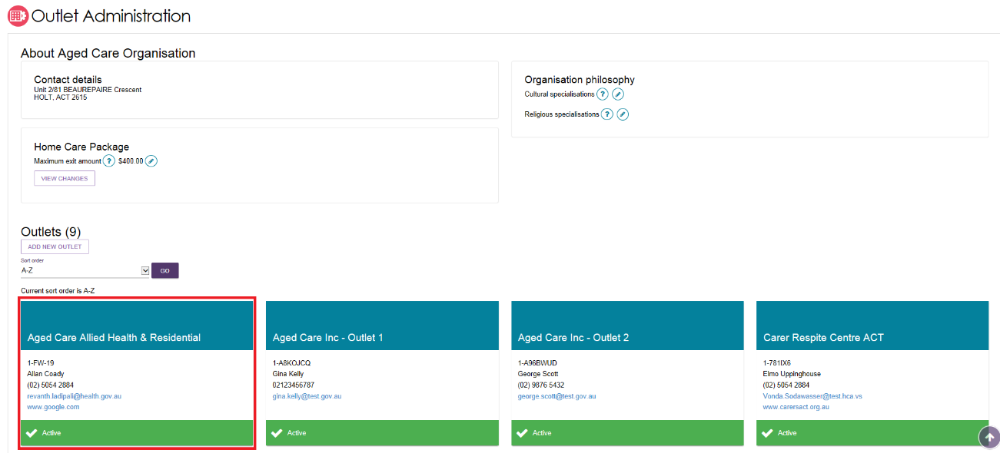 Outlet Administration
About Aged Care Organisation
Contact details
Unit 2/81 BEAUREPAIRE Crescent
HOLT, ACT 2615
Organisation philosophy
Cultural specialisations ?
Religious specialisations ?
Home Care Package
Maximum exit amount ? $400.00
VIEW CHANGES
Outlets (9)
ADD NEW OUTLET
Sort order
A-Z
GO
Current sort order is A-Z
Aged Care Allied Health & Residential
1-FW-19
Allan Coady
(02) 5054 2884
revanth.ladipali@health.gov.au
www.google.com
Active
Aged Care Inc - Outlet 1
1-A8KOJCQ
Gina Kelly
02123456787
gina.kelly@test.gov.au
Active
Aged Care Inc - Outlet 2
1-A96BWUD
George Scott
(02) 9876 5432
george.scott@test.gov.au
Active
Carer Respite Centre ACT
1-781IX6
Elmo Uppinghouse
(02) 5054 2884
Vonda.Sodawasser@test.hca.vs
www.carersact.org.au
Active